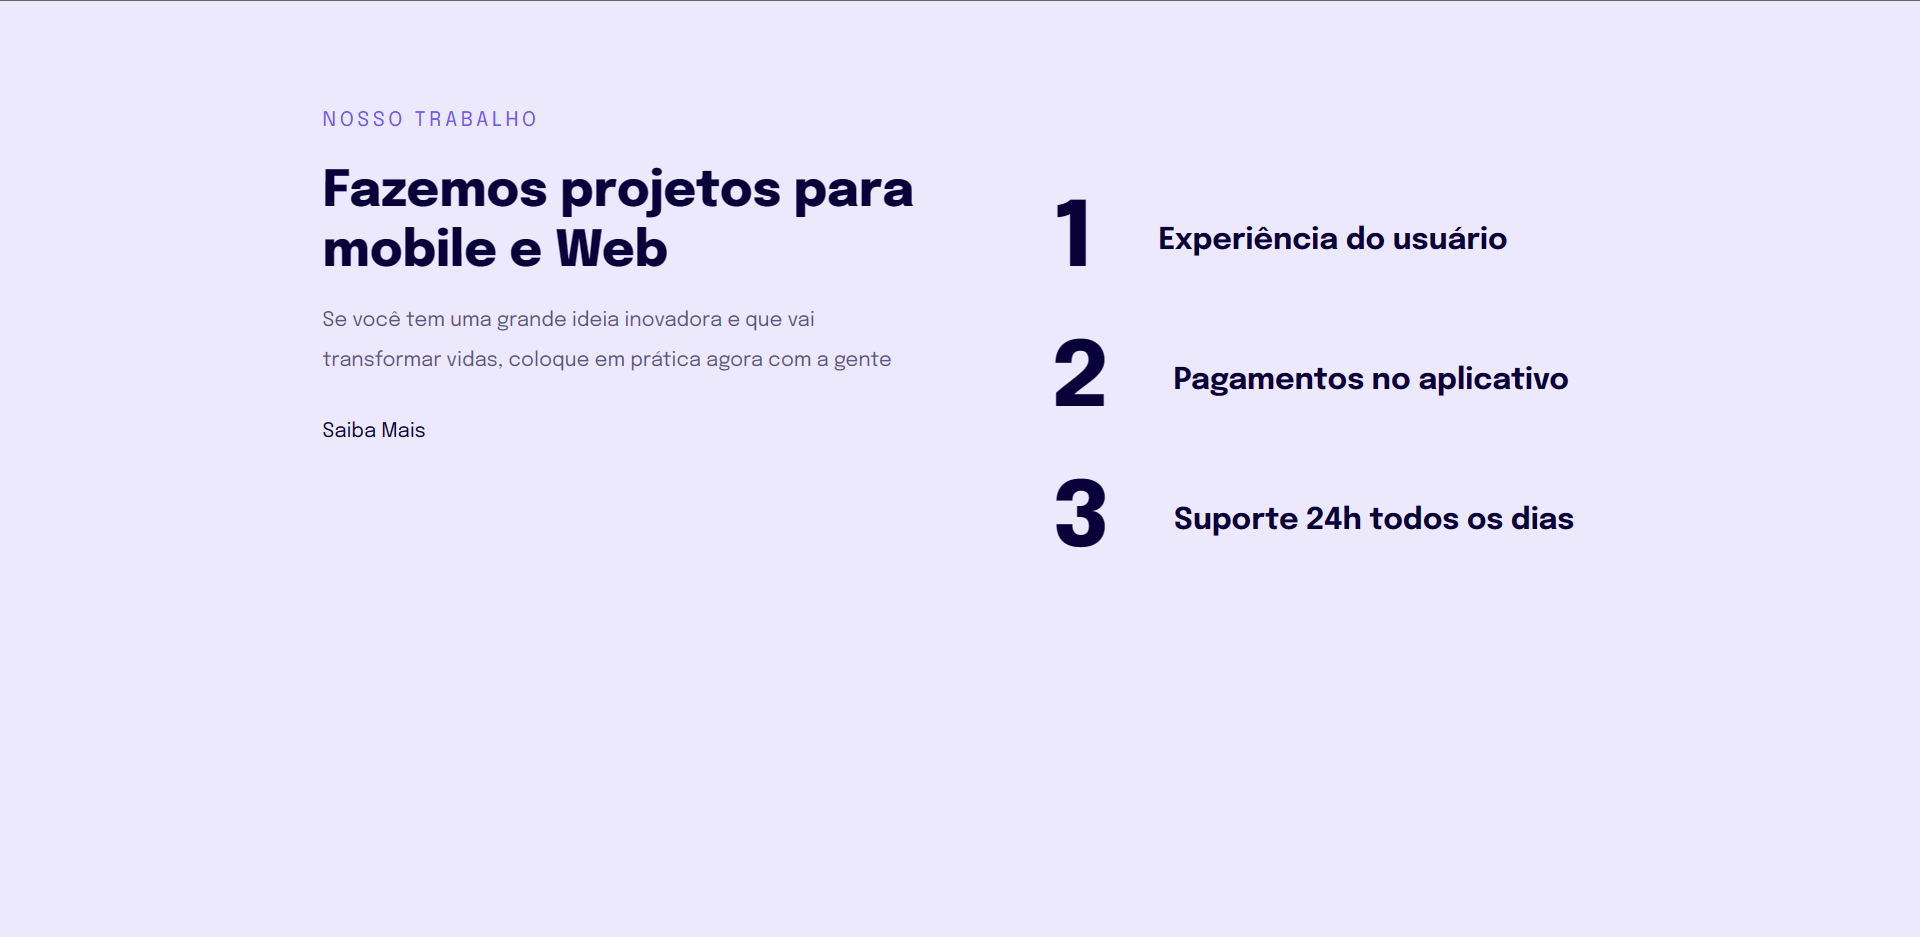 NOSSO TRABALHO
Fazemos projetos para
mobile e Web
Se você tem uma grande ideia inovadora e que vai
transformar vidas, coloque em prática agora com a gente
Saiba Mais
1 Experiência do usuário
2 Pagamentos no aplicativo
3 Suporte 24h todos os dias